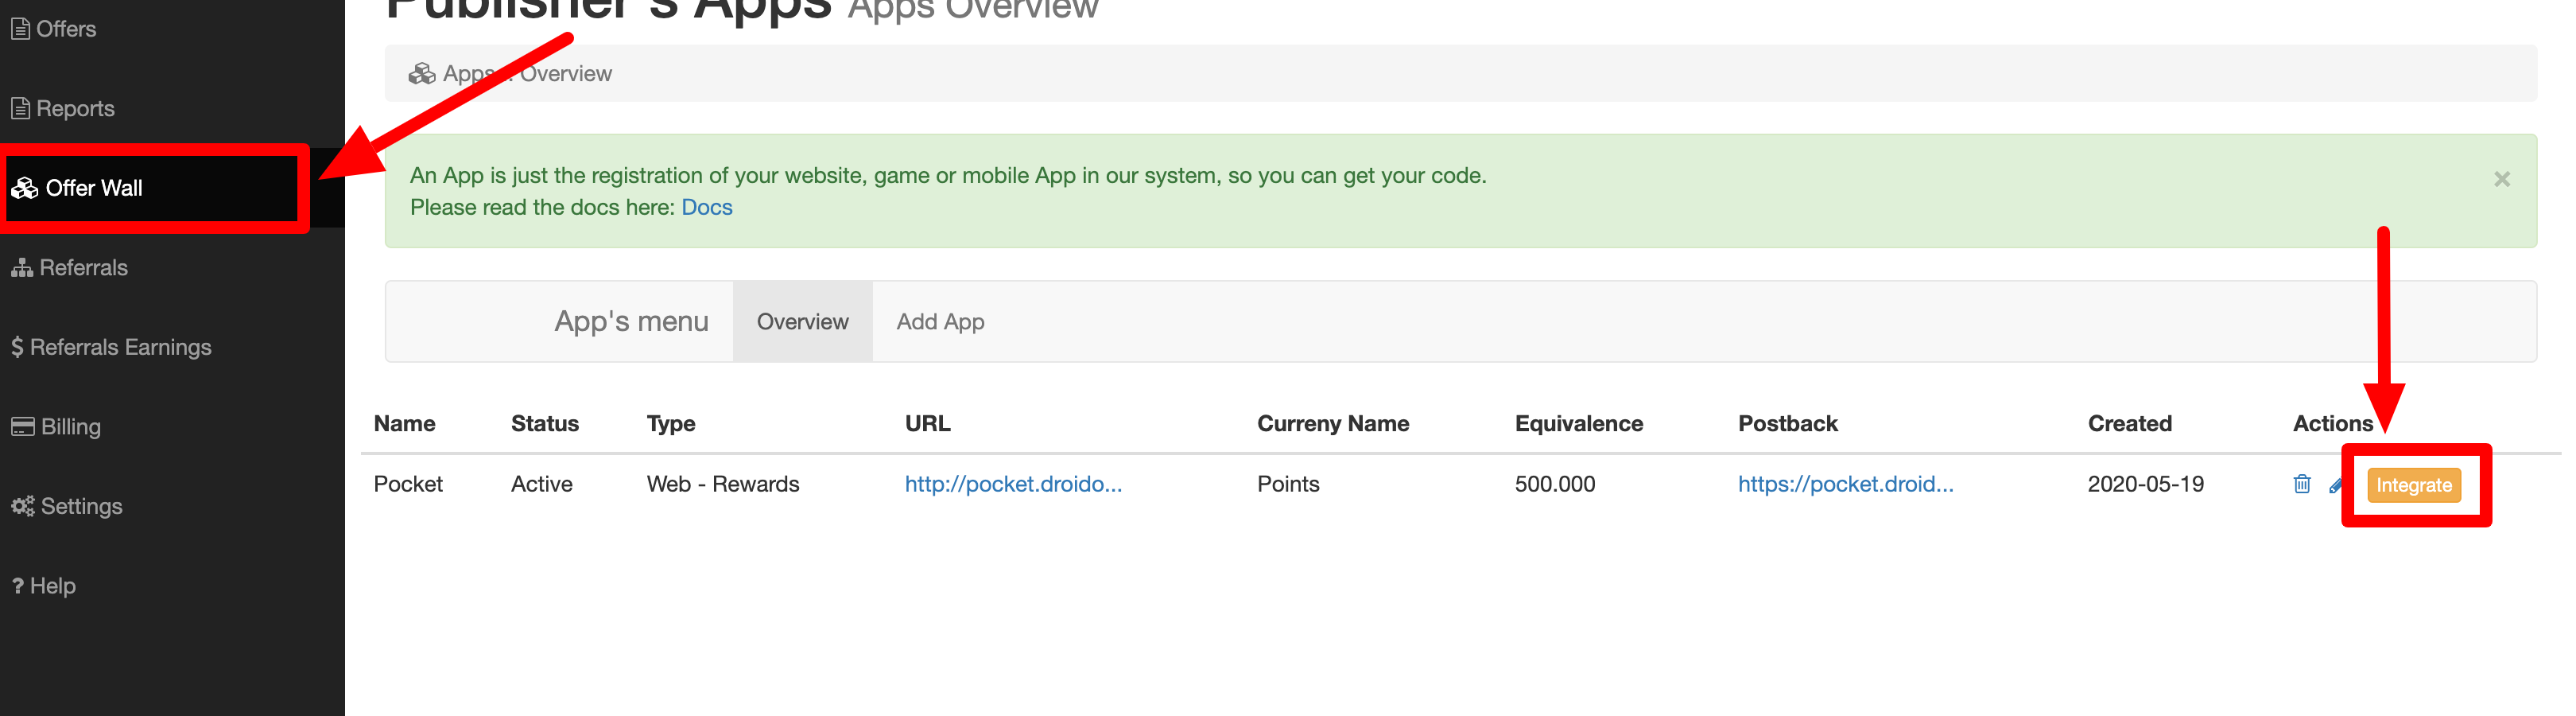 Publisher's Apps Apps Overview
Offers
Reports
Offer Wall
Referrals
$ Referrals Earnings
Billing
Settings
? Help
Apps Overview
An App is just the registration of your website, game or mobile App in our system, so you can get your code.
Please read the docs here: Docs
×
App's menu Overview Add App
Name Status Type URL Curreny Name Equivalence Postback Created Actions
Pocket Active Web - Rewards http://pocket.droido... Points 500.000 https://pocket.droid... 2020-05-19 Integrate